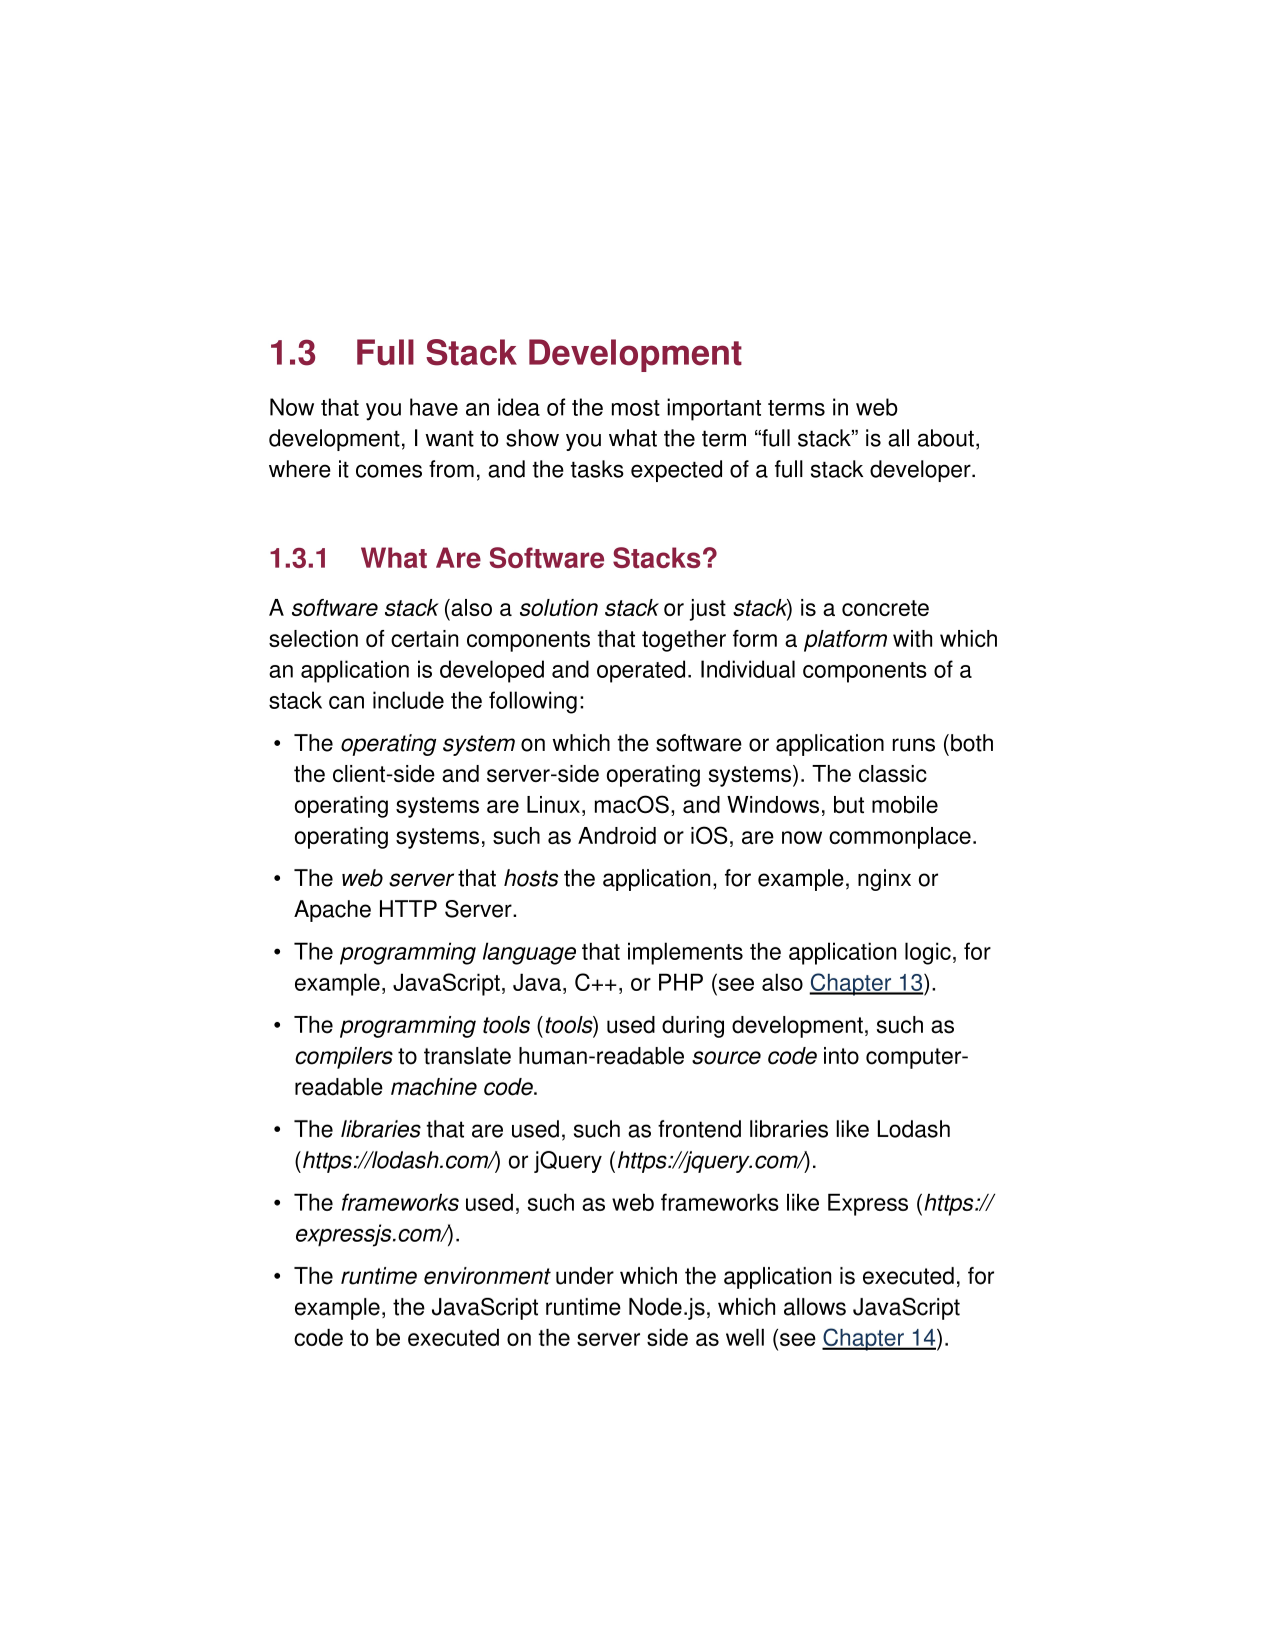 1.3 Full Stack Development
Now that you have an idea of the most important terms in web
development, I want to show you what the term “full stack” is all about,
where it comes from, and the tasks expected of a full stack developer.
1.3.1 What Are Software Stacks?
A software stack (also a solution stack or just stack) is a concrete
selection of certain components that together form a platform with which
an application is developed and operated. Individual components of a
stack can include the following:
• The operating system on which the software or application runs (both
the client-side and server-side operating systems). The classic
operating systems are Linux, macOS, and Windows, but mobile
operating systems, such as Android or iOS, are now commonplace.
• The web server that hosts the application, for example, nginx or
Apache HTTP Server.
• The programming language that implements the application logic, for
example, JavaScript, Java, C++, or PHP (see also Chapter 13).
• The programming tools (tools) used during development, such as
compilers to translate human-readable source code into computer-
readable machine code.
• The libraries that are used, such as frontend libraries like Lodash
(https://lodash.com/) or jQuery (https://jquery.com/).
• The frameworks used, such as web frameworks like Express (https://
expressjs.com/).
• The runtime environment under which the application is executed, for
example, the JavaScript runtime Node.js, which allows JavaScript
code to be executed on the server side as well (see Chapter 14).